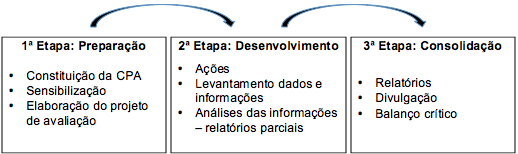 1ª Etapa: Preparação
• Constituição da CPA
• Sensibilização
• Elaboração do projeto
de avaliação
2ª Etapa: Desenvolvimento
• Ações
• Levantamento dados e
informações
• Análises das informações
– relatórios parciais
3ª Etapa: Consolidação
• Relatórios
• Divulgação
• Balanço crítico